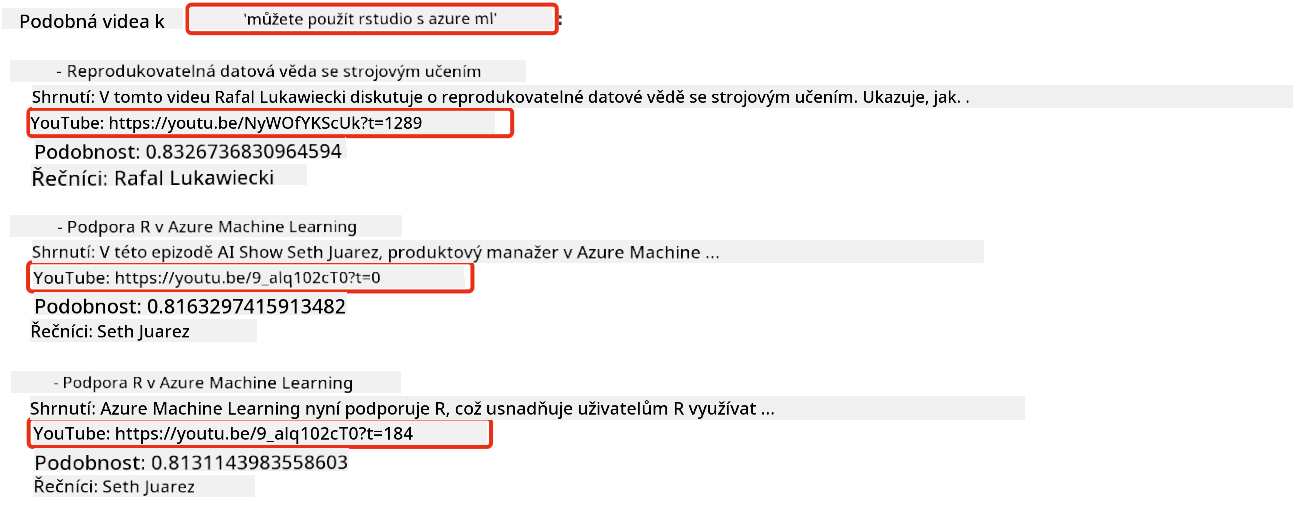 Podobná videa k 'můžete použít rstudio s azure ml':
- Reprodukovatelná datová věda se strojovým učením
Shrnutí: V tomto videu Rafal Lukawiecki diskutuje o reprodukovatelné datové vědě se strojovým učením. Ukazuje, jak. .
YouTube: https://youtu.be/NyWOfYKScUk?t=1289
Podobnost: 0.8326736830964594
Řečníci: Rafal Lukawiecki
- Podpora R v Azure Machine Learning
Shrnutí: V této epizodě AI Show Seth Juarez, produktový manažer v Azure Machine ...
YouTube: https://youtu.be/9_alq102cT0?t=0
Podobnost: 0.8163297415913482
Řečníci: Seth Juarez
- Podpora R v Azure Machine Learning
Shrnutí: Azure Machine Learning nyní podporuje R, což usnadňuje uživatelům R využívat ...
YouTube: https://youtu.be/9_alq102cT0?t=184
Podobnost: 0.8131143983558603
Řečníci: Seth Juarez